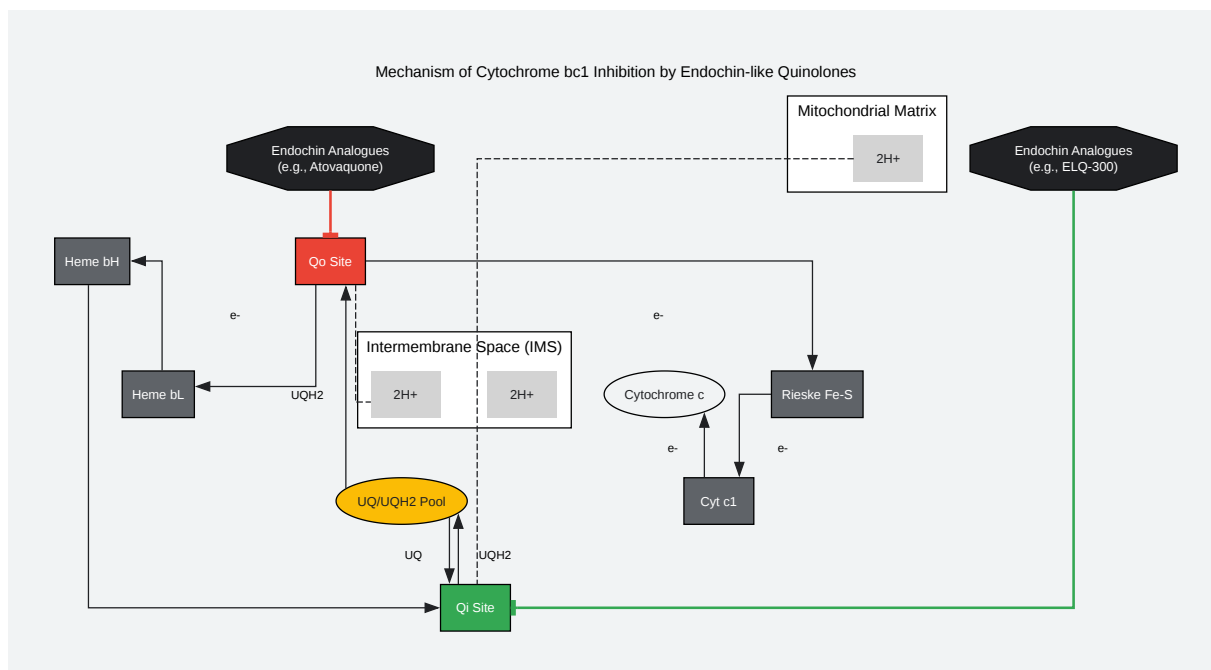 Mechanism of Cytochrome bc1 Inhibition by Endochin-like Quinolones
Mitochondrial Matrix
2H+
Endochin Analogues
(e.g., Atovaquone)
Endochin Analogues
(e.g., ELQ-300)
Heme bH
Qo Site
e-
e-
Intermembrane Space (IMS)
2H+
2H+
Heme bL
UQH2
Cytochrome c
Rieske Fe-S
e-
e-
UQ/UQH2 Pool
Cyt c1
UQ
UQH2
Qi Site